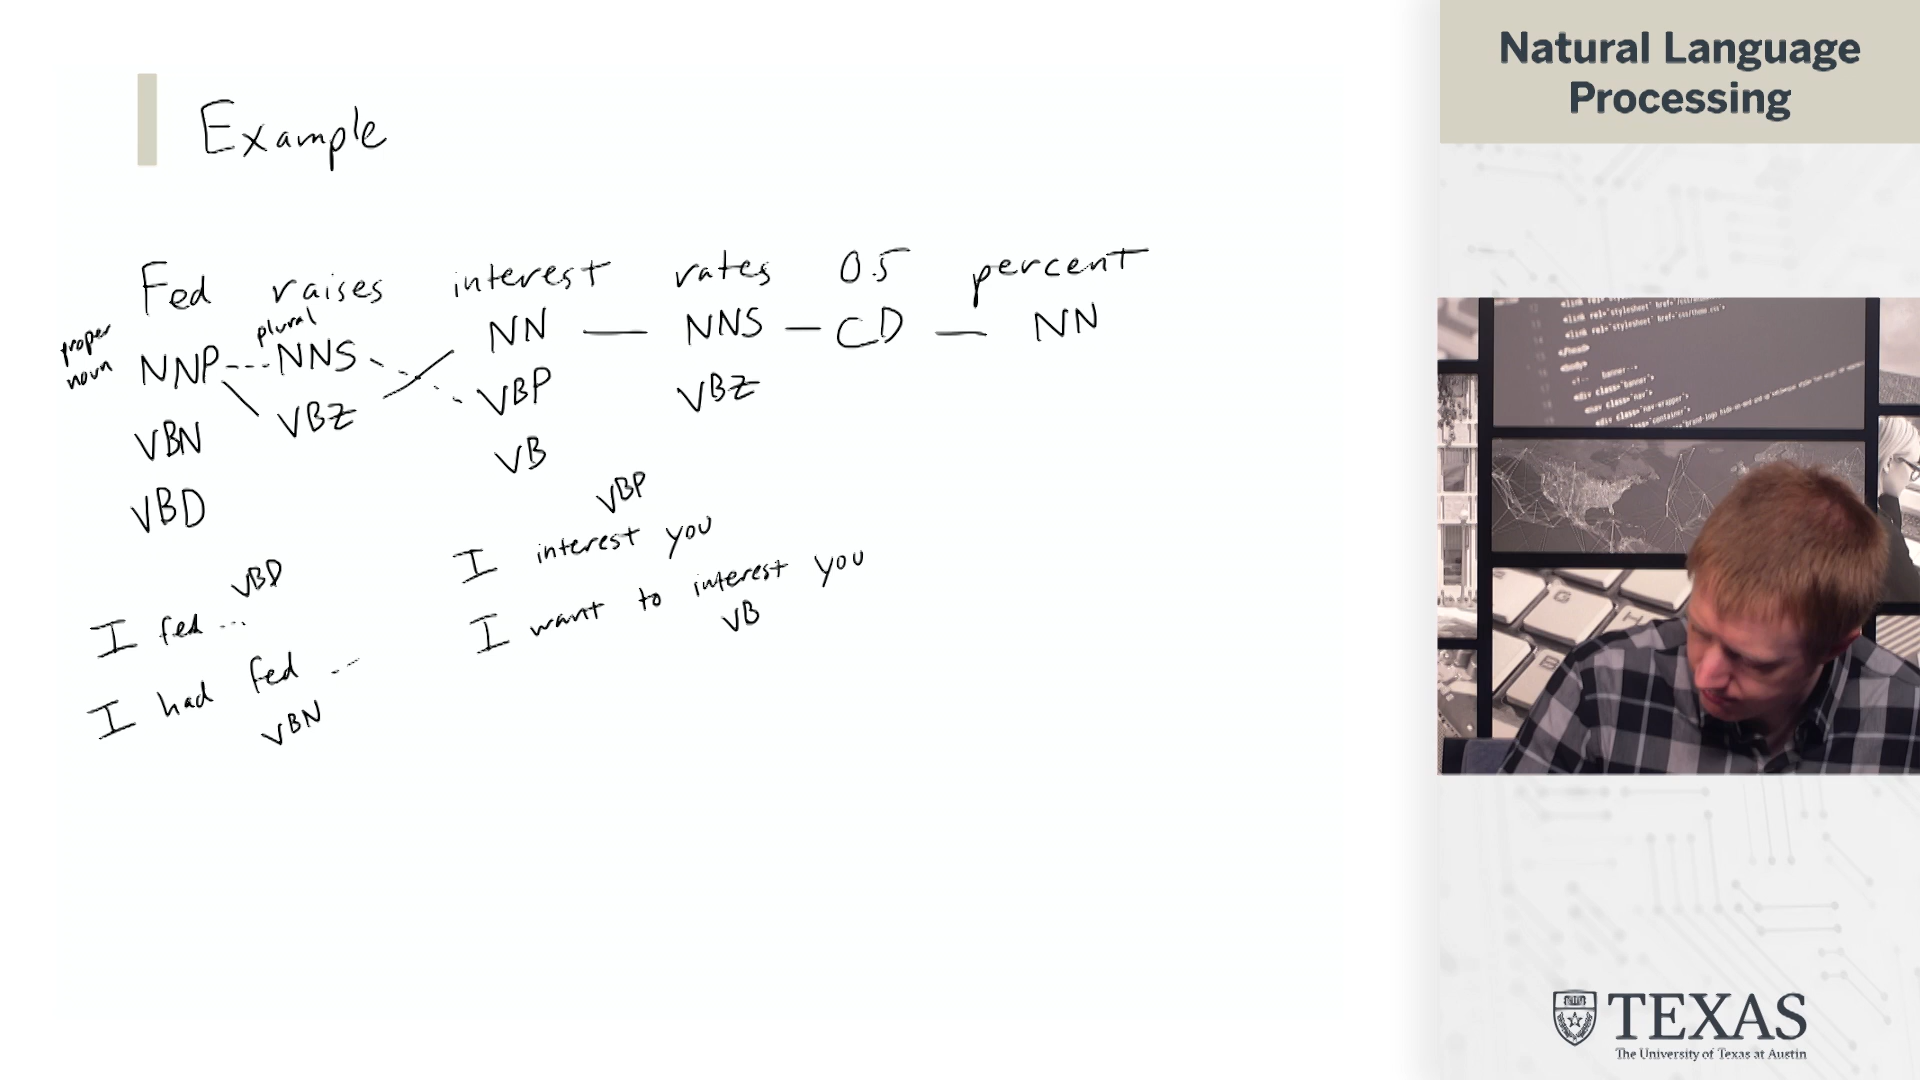 Natural Language
Processing
Example
Fed raises interest rates 0.5 percent
proper
noun
plural
NNP NNS NN NNS CD NN
VBN VBZ VBP VBZ
VBD VB
I fed ... VBD
I had fed ...
VBN
VBP
I interest you
I want to interest you
VB
TEXAS
The University of Texas at Austin